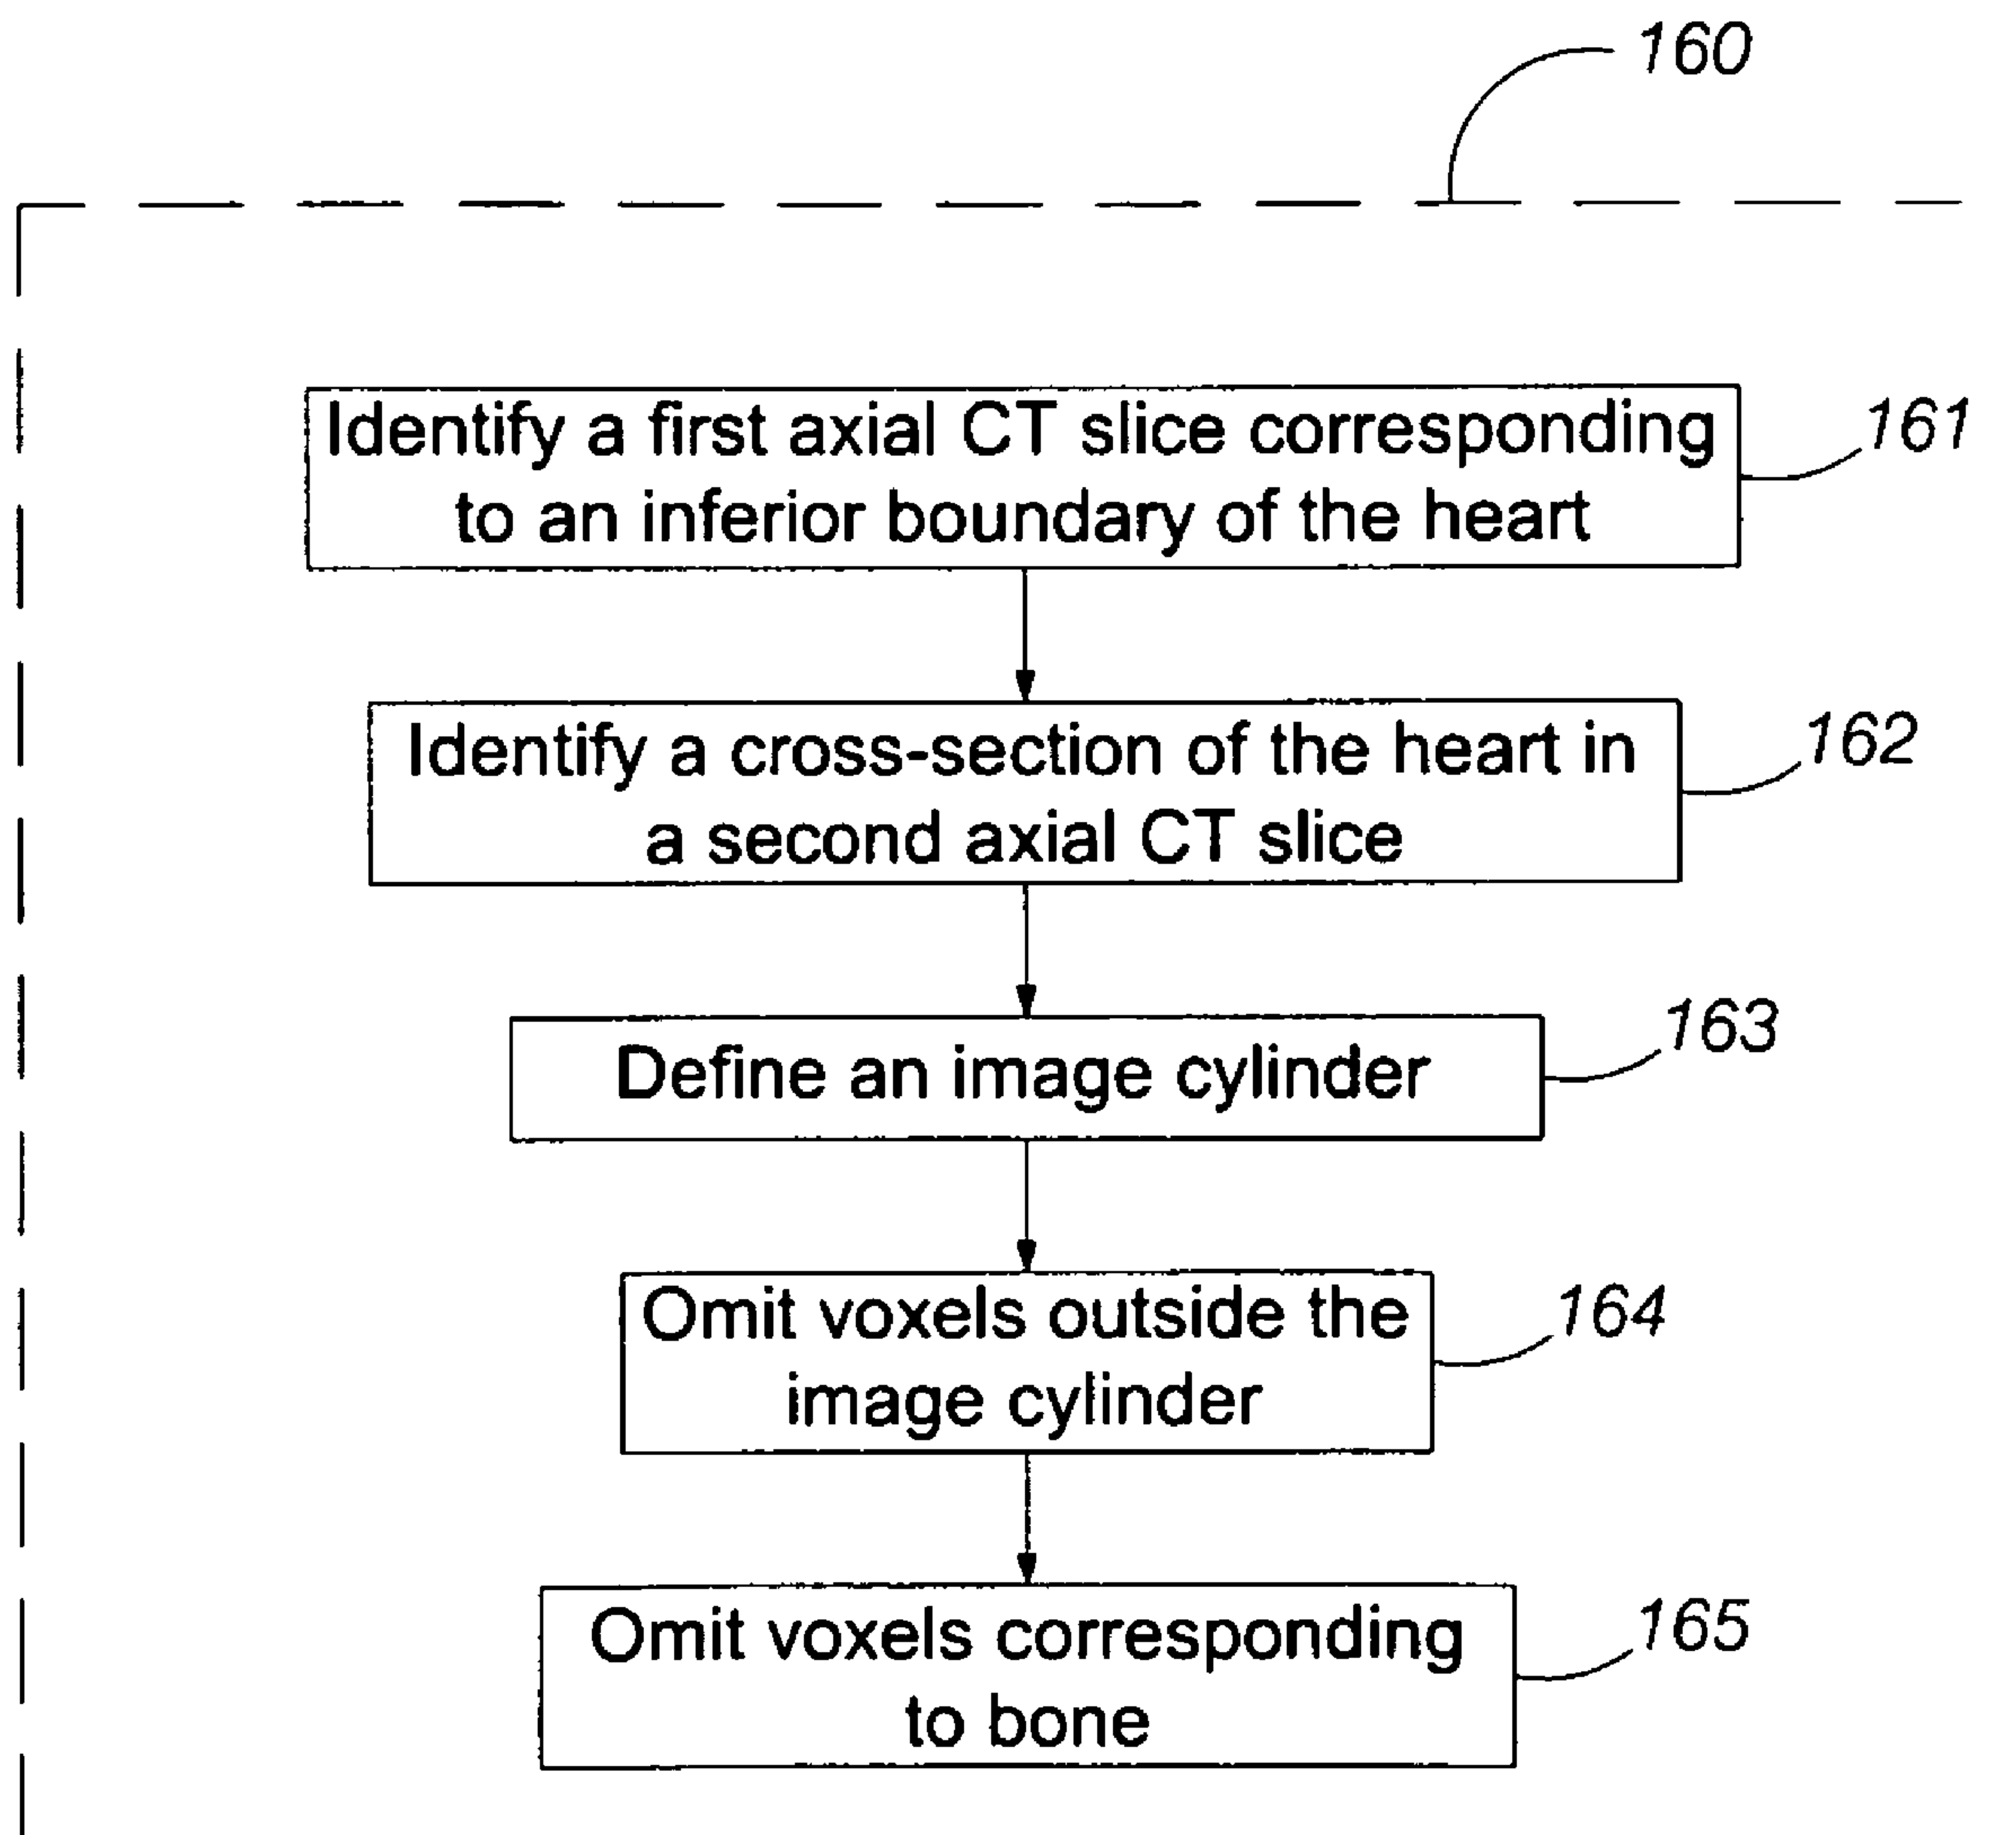 160
Identify a first axial CT slice corresponding
to an inferior boundary of the heart
161
Identify a cross-section of the heart in
a second axial CT slice
162
Define an image cylinder
163
Omit voxels outside the
image cylinder
164
Omit voxels corresponding
to bone
165